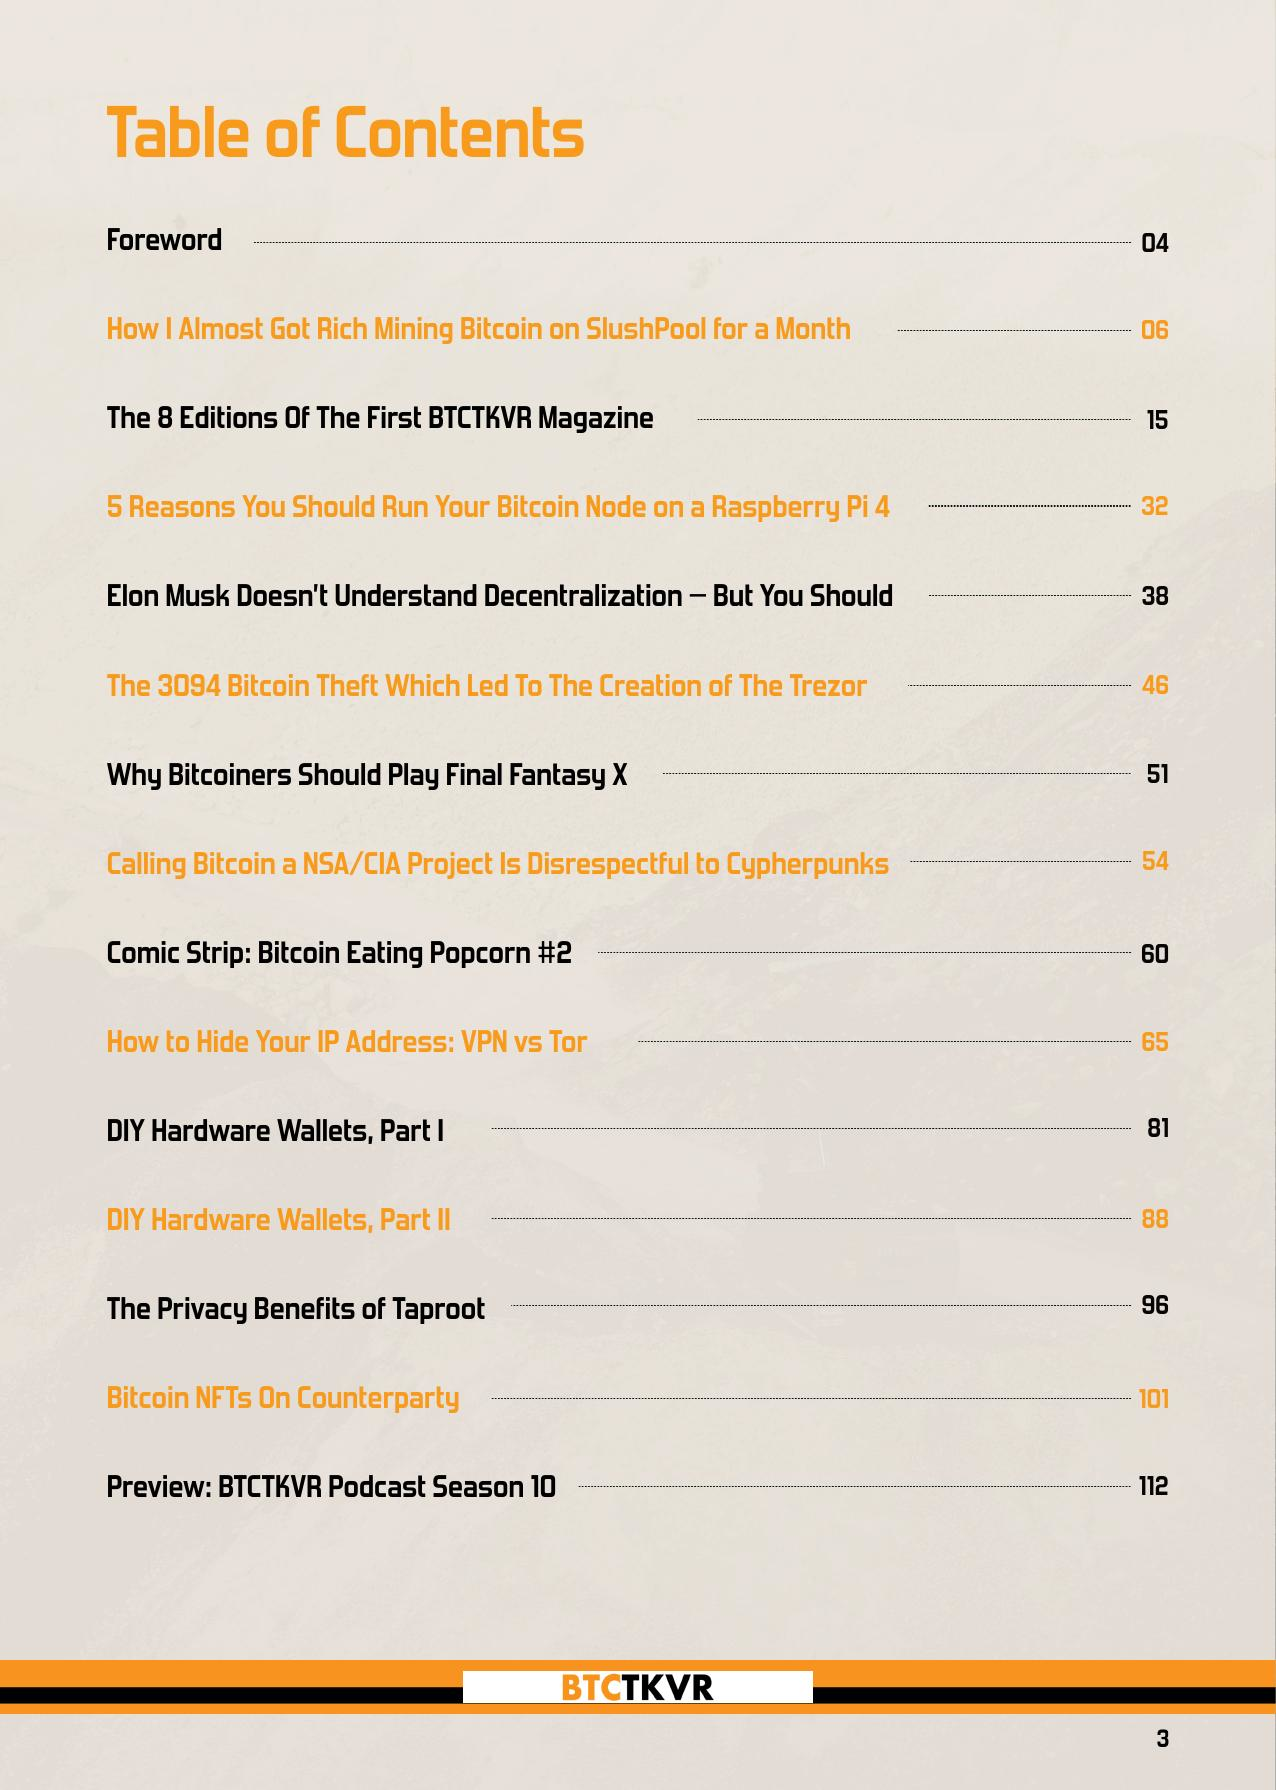 Table of Contents
Foreword 04
How I Almost Got Rich Mining Bitcoin on SlushPool for a Month 06
The 8 Editions Of The First BTCTKVR Magazine 15
5 Reasons You Should Run Your Bitcoin Node on a Raspberry Pi 4 32
Elon Musk Doesn't Understand Decentralization — But You Should 38
The 3094 Bitcoin Theft Which Led To The Creation of The Trezor 46
Why Bitcoiners Should Play Final Fantasy X 51
Calling Bitcoin a NSA/CIA Project Is Disrespectful to Cypherpunks 54
Comic Strip: Bitcoin Eating Popcorn #2 60
How to Hide Your IP Address: VPN vs Tor 65
DIY Hardware Wallets, Part I 81
DIY Hardware Wallets, Part II 88
The Privacy Benefits of Taproot 96
Bitcoin NFTs On Counterparty 101
Preview: BTCTKVR Podcast Season 10 112
BTCTKVR
3